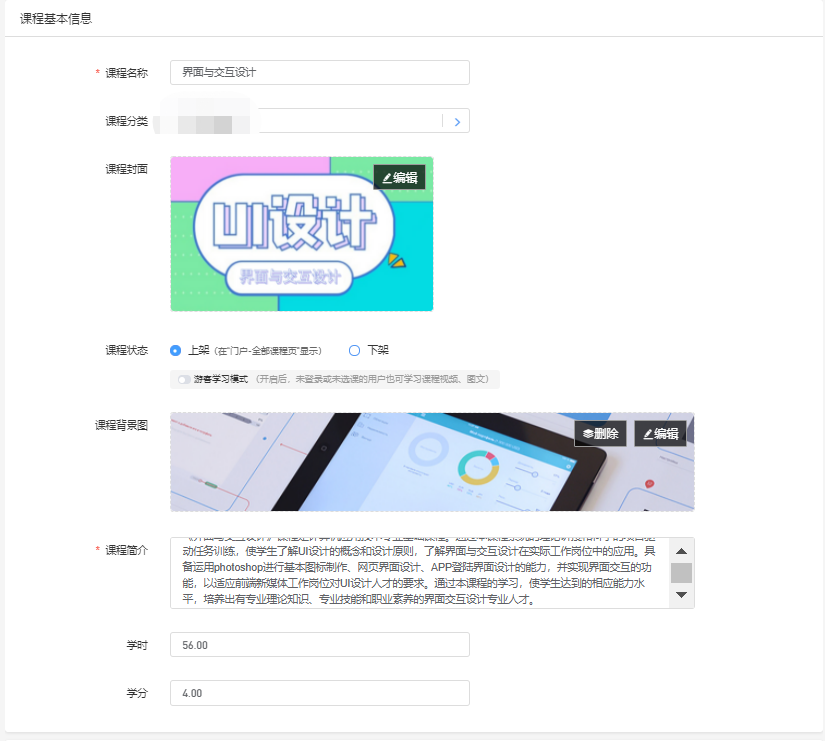 课程基本信息
* 课程名称
界面与交互设计
课程分类
课程封面
编辑
UI设计
界面与交互设计
课程状态
上架 (在"门户-全部课程页"显示)
下架
游客学习模式 (开启后、未登录或未选课的用户也可学习课程视频、图文)
课程背景图
删除
编辑
* 课程简介
动任务训练，使学生了解UI设计的概念和设计原则，了解界面与交互设计在实际工作岗位中的应用。具
备运用photoshop进行基本图标制作、网页界面设计、APP登陆界面设计的能力，并实现界面交互的功
能，以适应前端新媒体工作岗位对UI设计人才的要求。通过本课程的学习，使学生达到的相应能力水
平，培养出有专业理论知识、专业技能和职业素养的界面交互设计专业人才。
学时
56.00
学分
4.00